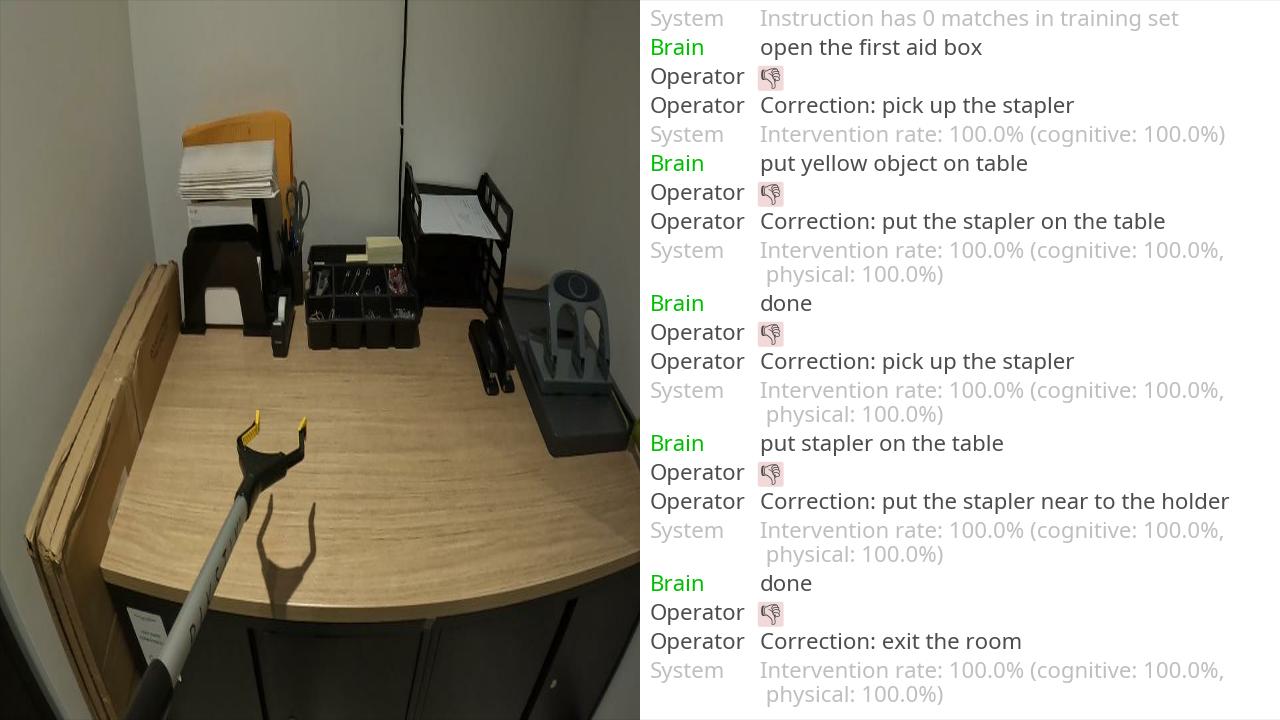 System Instruction has 0 matches in training set
Brain open the first aid box
Operator 👎
Operator Correction: pick up the stapler
System Intervention rate: 100.0% (cognitive: 100.0%)
Brain put yellow object on table
Operator 👎
Operator Correction: put the stapler on the table
System Intervention rate: 100.0% (cognitive: 100.0%,
physical: 100.0%)
Brain done
Operator 👎
Operator Correction: pick up the stapler
System Intervention rate: 100.0% (cognitive: 100.0%,
physical: 100.0%)
Brain put stapler on the table
Operator 👎
Operator Correction: put the stapler near to the holder
System Intervention rate: 100.0% (cognitive: 100.0%,
physical: 100.0%)
Brain done
Operator 👎
Operator Correction: exit the room
System Intervention rate: 100.0% (cognitive: 100.0%,
physical: 100.0%)